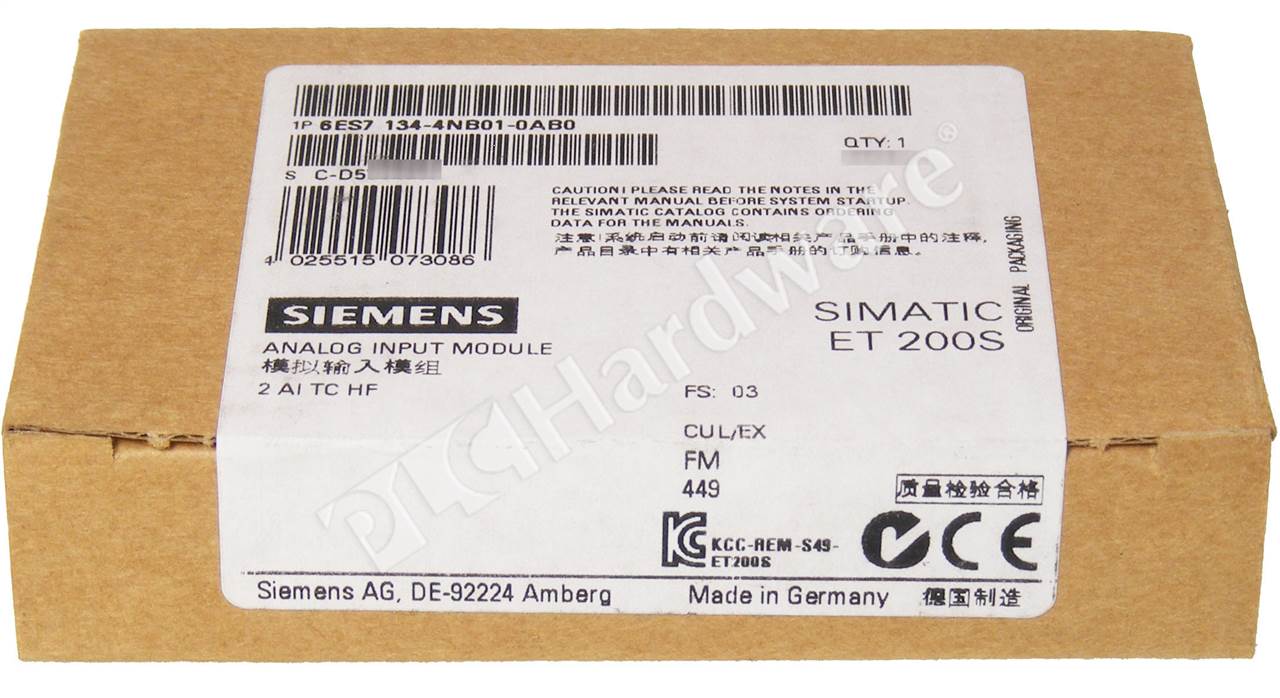 1P 6ES7 134-4NB01-0AB0
QTY: 1
S C-D5
CAUTION! PLEASE READ THE NOTES IN THE
RELEVANT MANUAL BEFORE SYSTEM STARTUP.
THE SIMATIC CATALOG CONTAINS ORDERING
DATA FOR THE MANUALS.
注意!系统启动前请阅读相关产品手册中的注释,
产品目录中有相关产品手册的订购信息.
4 025515 073086
ORIGINAL PACKAGING
SIEMENS
SIMATIC
ET 200S
ANALOG INPUT MODULE
模拟输入模组
2 AI TC HF
FS: 03
CUL/EX
FM
449
质量检验合格
KC
KCC-REM-S49-
ET200S
CE
Siemens AG, DE-92224 Amberg
Made in Germany
德国制造
PLCHardware®